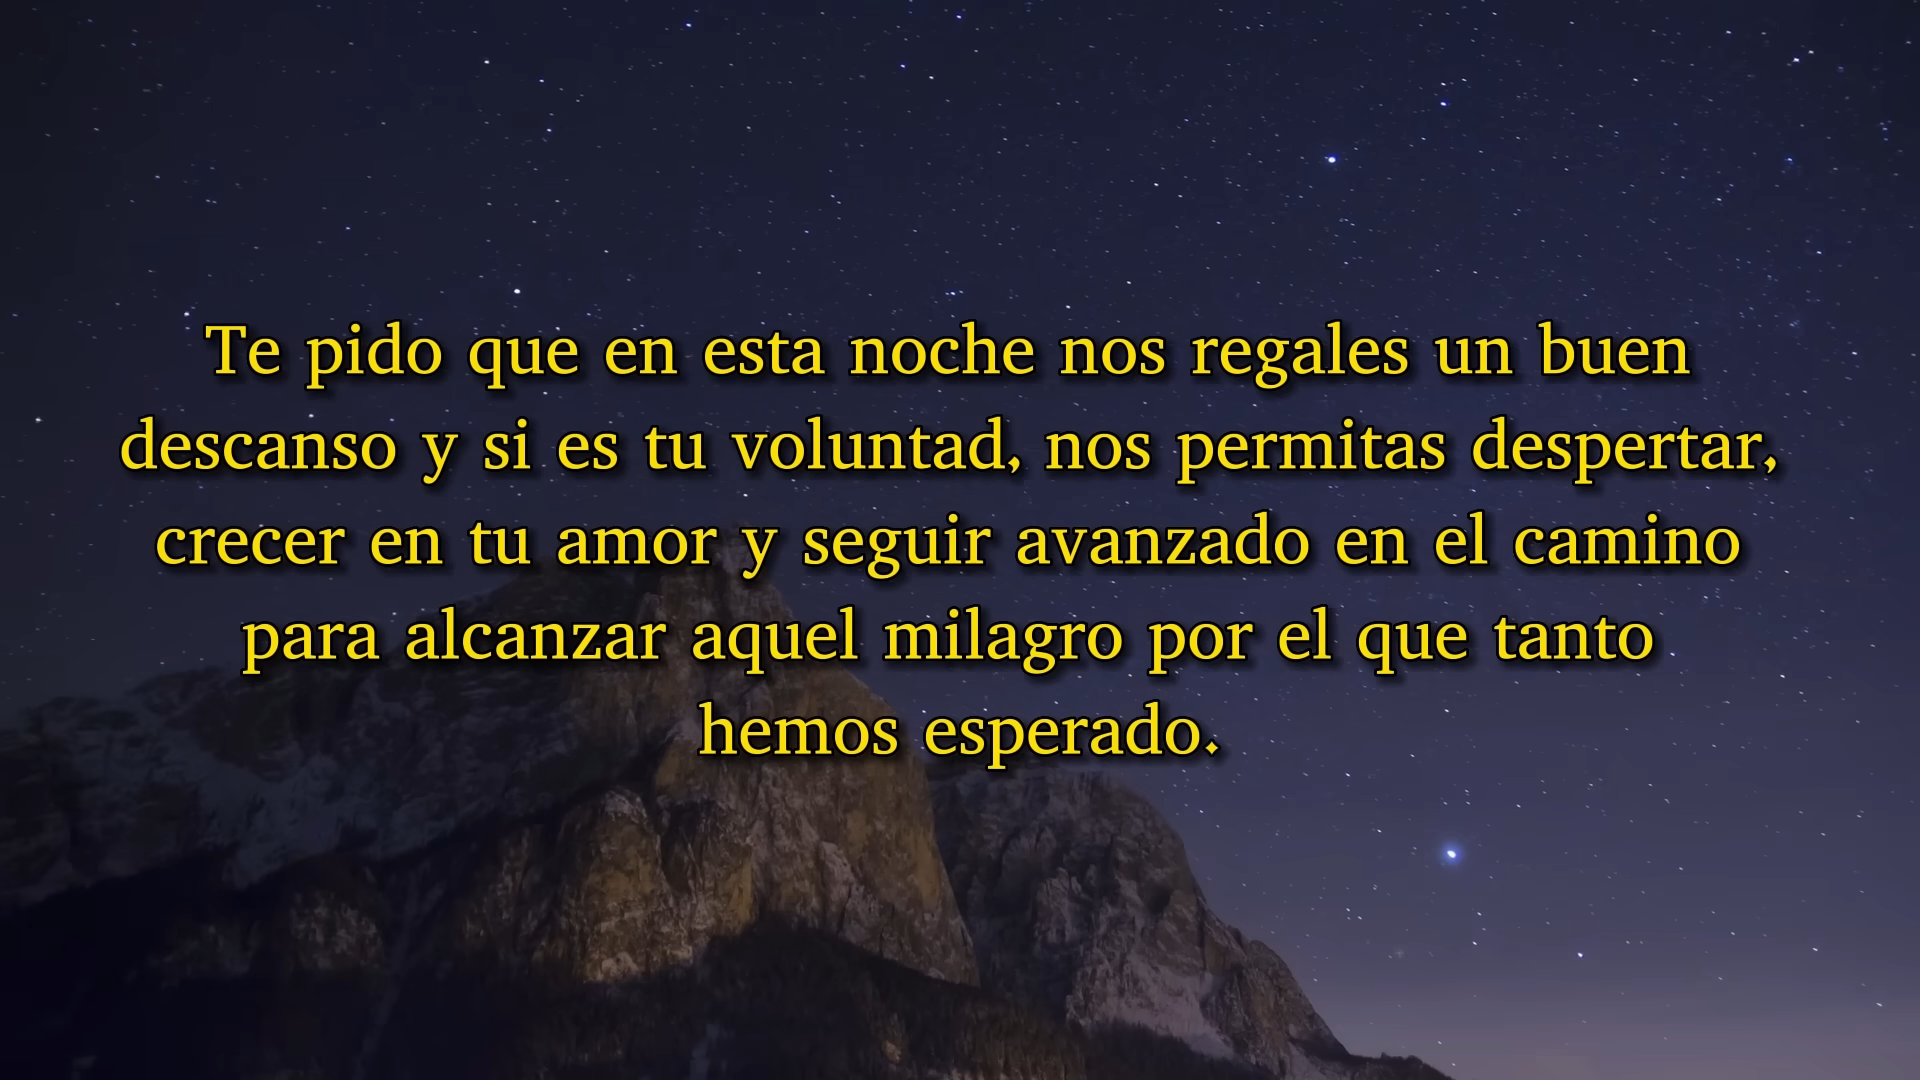 Te pido que en esta noche nos regales un buen
descanso y si es tu voluntad, nos permitas despertar,
crecer en tu amor y seguir avanzado en el camino
para alcanzar aquel milagro por el que tanto
hemos esperado.